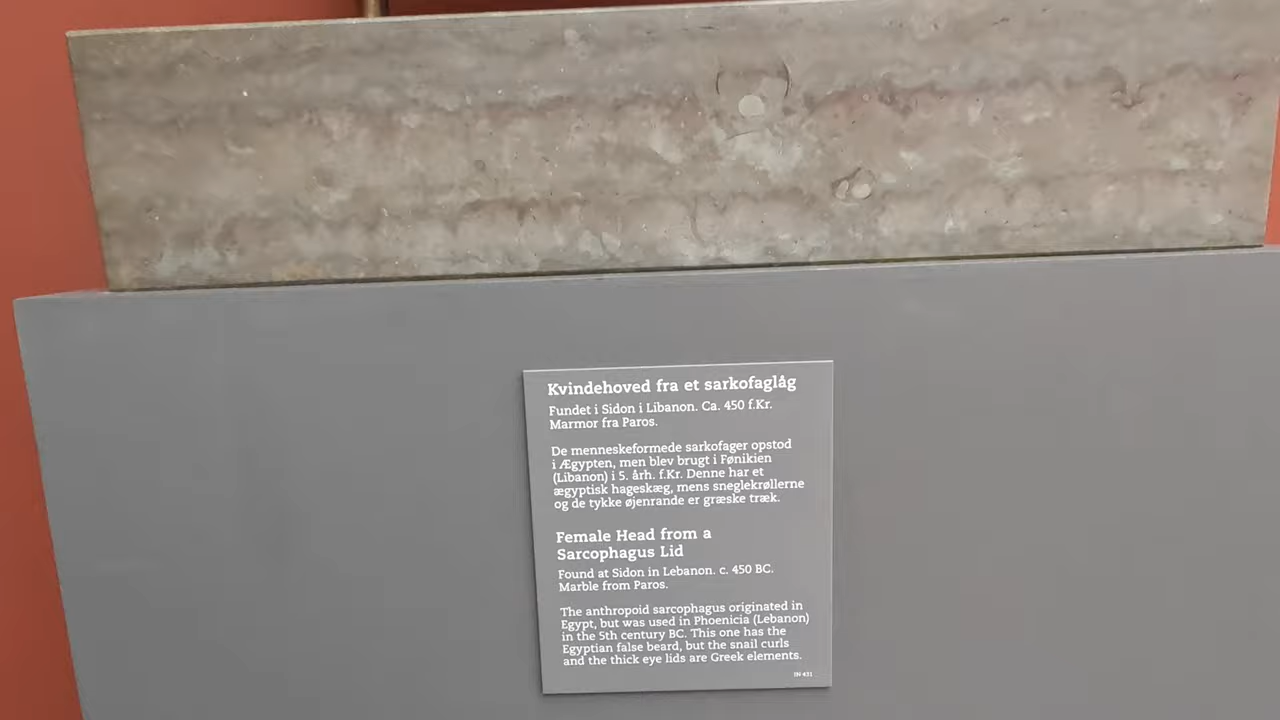 Kvindehoved fra et sarkofaglåg
Fundet i Sidon i Libanon. Ca. 450 f.Kr.
Marmor fra Paros.
De menneskeformede sarkofager opstod
i Ægypten, men blev brugt i Fønikien
(Libanon) i 5. årh. f.Kr. Denne har et
ægyptisk hageskæg, mens sneglekrøllerne
og de tykke øjenrande er græske træk.
Female Head from a
Sarcophagus Lid
Found at Sidon in Lebanon. c. 450 BC.
Marble from Paros.
The anthropoid sarcophagus originated in
Egypt, but was used in Phoenicia (Lebanon)
in the 5th century BC. This one has the
Egyptian false beard, but the snail curls
and the thick eye lids are Greek elements.
IN 431